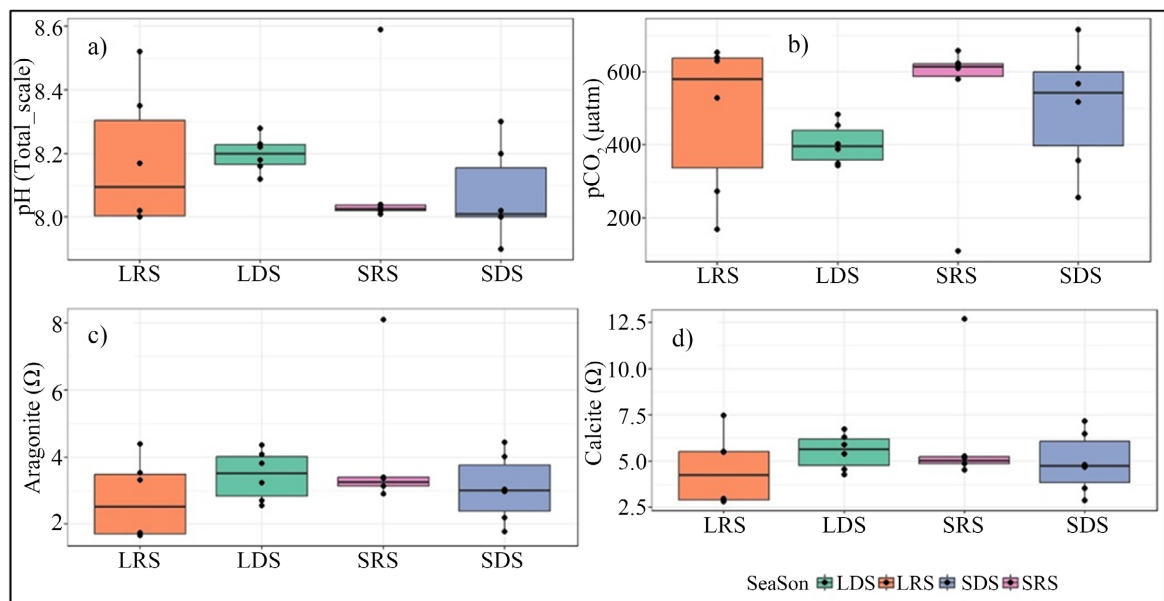 a)
pH (Total_scale)
8.6
8.4
8.2
8.0
LRS LDS SRS SDS
b)
pCO₂ (µatm)
600
400
200
LRS LDS SRS SDS
c)
Aragonite (Ω)
8
6
4
2
LRS LDS SRS SDS
d)
Calcite (Ω)
12.5
10.0
7.5
5.0
2.5
LRS LDS SRS SDS
SeaSon LDS LRS SDS SRS